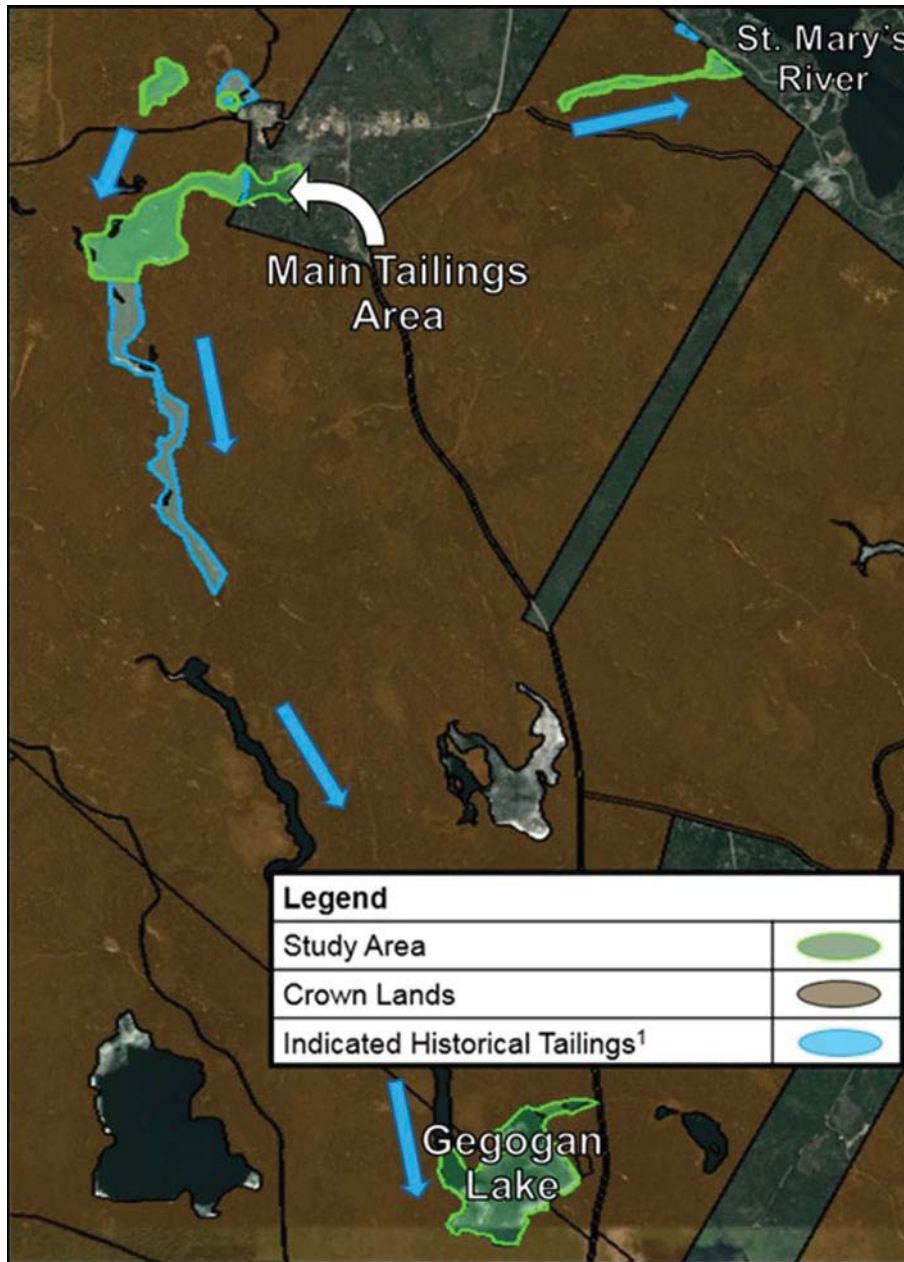 St. Mary's
River
Main Tailings
Area
Legend
Study Area
Crown Lands
Indicated Historical Tailings¹
Gegogan
Lake